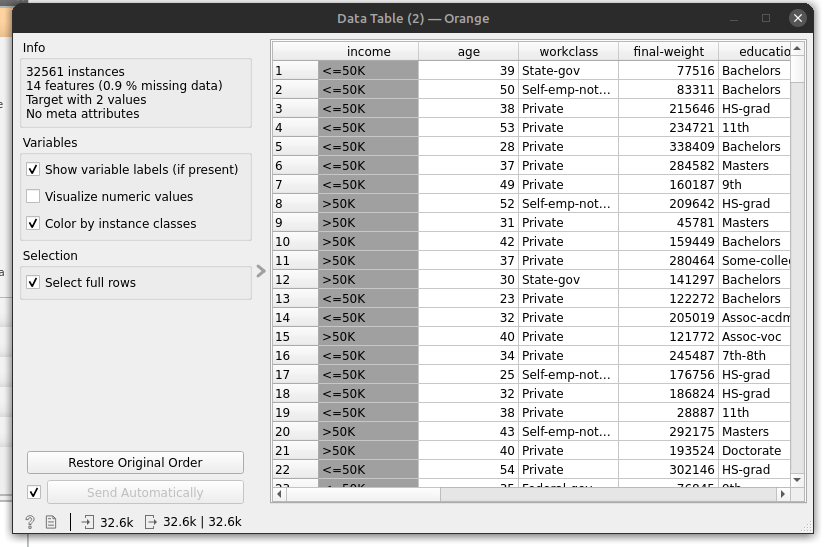 Data Table (2) — Orange
Info
32561 instances
14 features (0.9 % missing data)
Target with 2 values
No meta attributes
Variables
Show variable labels (if present)
Visualize numeric values
Color by instance classes
Selection
Select full rows
Restore Original Order
Send Automatically
32.6k 32.6k | 32.6k
income age workclass final-weight educatio
1 <=50K 39 State-gov 77516 Bachelors
2 <=50K 50 Self-emp-not... 83311 Bachelors
3 <=50K 38 Private 215646 HS-grad
4 <=50K 53 Private 234721 11th
5 <=50K 28 Private 338409 Bachelors
6 <=50K 37 Private 284582 Masters
7 <=50K 49 Private 160187 9th
8 >50K 52 Self-emp-not... 209642 HS-grad
9 >50K 31 Private 45781 Masters
10 >50K 42 Private 159449 Bachelors
11 >50K 37 Private 280464 Some-colle
12 >50K 30 State-gov 141297 Bachelors
13 <=50K 23 Private 122272 Bachelors
14 <=50K 32 Private 205019 Assoc-acdm
15 >50K 40 Private 121772 Assoc-voc
16 <=50K 34 Private 245487 7th-8th
17 <=50K 25 Self-emp-not... 176756 HS-grad
18 <=50K 32 Private 186824 HS-grad
19 <=50K 38 Private 28887 11th
20 >50K 43 Self-emp-not... 292175 Masters
21 >50K 40 Private 193524 Doctorate
22 <=50K 54 Private 302146 HS-grad